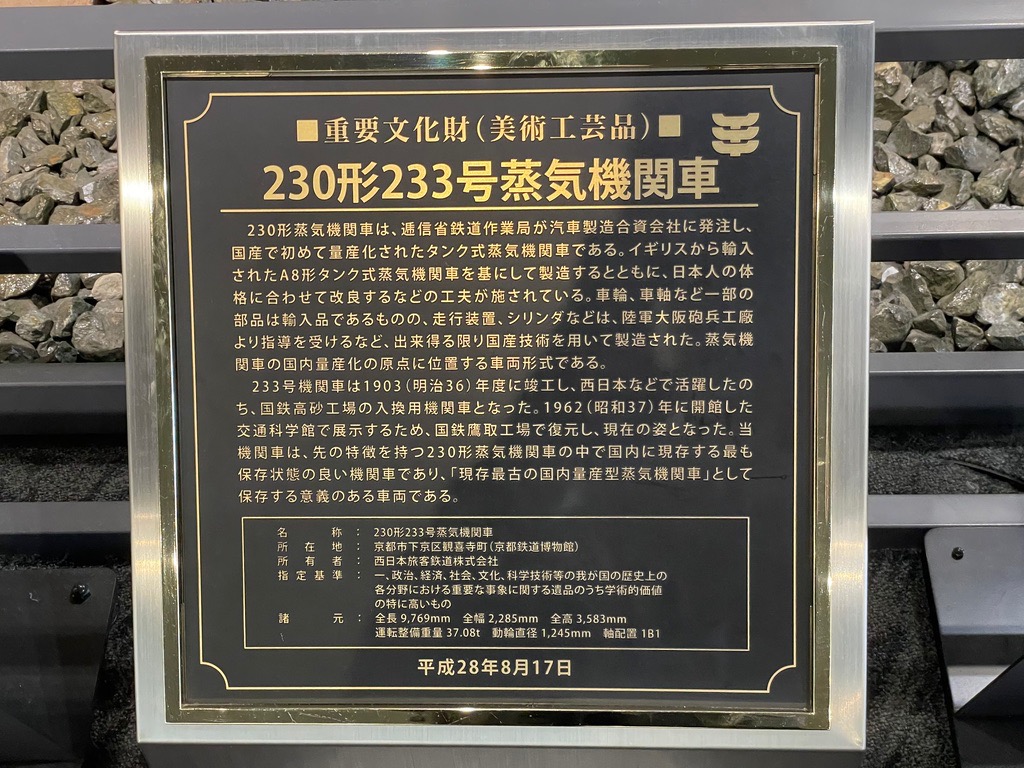 ■重要文化財(美術工芸品)■
230形233号蒸気機関車
230形蒸気機関車は、逓信省鉄道作業局が汽車製造合資会社に発注し、
国産で初めて量産化されたタンク式蒸気機関車である。イギリスから輸入
されたA8形タンク式蒸気機関車を基にして製造するとともに、日本人の体
格に合わせて改良するなどの工夫が施されている。車輪、車軸など一部の
部品は輸入品であるものの、走行装置、シリンダなどは、陸軍大阪砲兵工廠
より指導を受けるなど、出来得る限り国産技術を用いて製造された。蒸気機
関車の国内量産化の原点に位置する車両形式である。
233号機関車は1903(明治36)年度に竣工し、西日本などで活躍したの
ち、国鉄高砂工場の入換用機関車となった。1962(昭和37)年に開館した
交通科学館で展示するため、国鉄鷹取工場で復元し、現在の姿となった。当
機関車は、先の特徴を持つ230形蒸気機関車の中で国内に現存する最も
保存状態の良い機関車であり、「現存最古の国内量産型蒸気機関車」として
保存する意義のある車両である。
名称：230形233号蒸気機関車
所在地：京都市下京区観喜寺町(京都鉄道博物館)
所有者：西日本旅客鉄道株式会社
指定基準：一、政治、経済、社会、文化、科学技術等の我が国の歴史上の
各分野における重要な事象に関する遺品のうち学術的価値
の特に高いもの
諸元：全長 9,769mm 全幅 2,285mm 全高 3,583mm
運転整備重量 37.08t 動輪直径 1,245mm 軸配置 1B1
平成28年8月17日